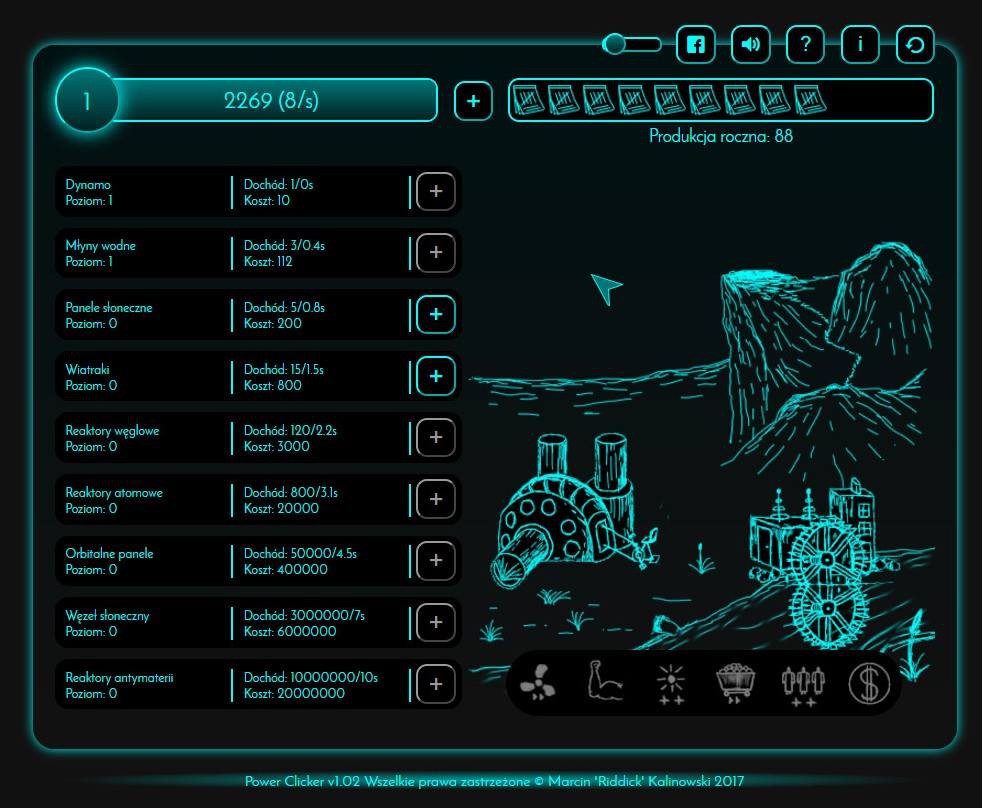 ?
i
1
2269 (8/s)
+
Produkcja roczna: 88
Dynamo
Poziom: 1
Dochód: 1/0s
Koszt: 10
+
Młyny wodne
Poziom: 1
Dochód: 3/0.4s
Koszt: 112
+
Panele słoneczne
Poziom: 0
Dochód: 5/0.8s
Koszt: 200
+
Wiatraki
Poziom: 0
Dochód: 15/1.5s
Koszt: 800
+
Reaktory węglowe
Poziom: 0
Dochód: 120/2.2s
Koszt: 3000
+
Reaktory atomowe
Poziom: 0
Dochód: 800/3.1s
Koszt: 20000
+
Orbitalne panele
Poziom: 0
Dochód: 50000/4.5s
Koszt: 400000
+
Węzeł słoneczny
Poziom: 0
Dochód: 3000000/7s
Koszt: 6000000
+
Reaktory antymaterii
Poziom: 0
Dochód: 10000000/10s
Koszt: 20000000
+
$
Power Clicker v1.02 Wszelkie prawa zastrzeżone © Marcin 'Riddick' Kalinowski 2017